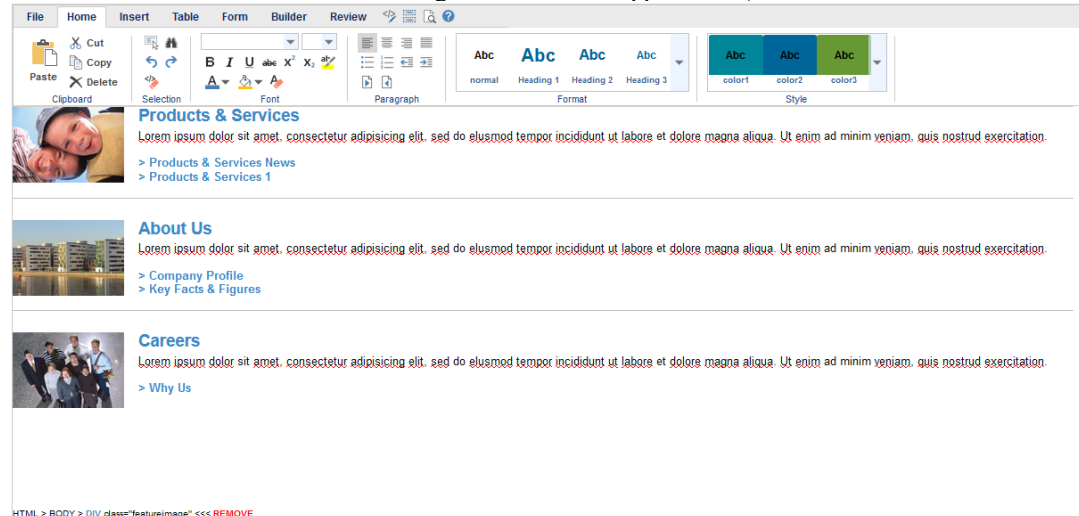 File Home Insert Table Form Builder Review
Cut
Copy
Paste
Delete
B I U abc X² X₂ ab
A A
Abc Abc Abc Abc
normal Heading 1 Heading 2 Heading 3
Abc Abc Abc
color1 color2 color3
Clipboard Selection Font Paragraph Format Style
Products & Services
Lorem ipsum dolor sit amet, consectetur adipisicing elit, sed do eiusmod tempor incididunt ut labore et dolore magna aliqua. Ut enim ad minim veniam, quis nostrud exercitation.
> Products & Services News
> Products & Services 1
About Us
Lorem ipsum dolor sit amet, consectetur adipisicing elit, sed do eiusmod tempor incididunt ut labore et dolore magna aliqua. Ut enim ad minim veniam, quis nostrud exercitation.
> Company Profile
> Key Facts & Figures
Careers
Lorem ipsum dolor sit amet, consectetur adipisicing elit, sed do eiusmod tempor incididunt ut labore et dolore magna aliqua. Ut enim ad minim veniam, quis nostrud exercitation.
> Why Us
HTML > BODY > DIV class="featureimage" <<< REMOVE